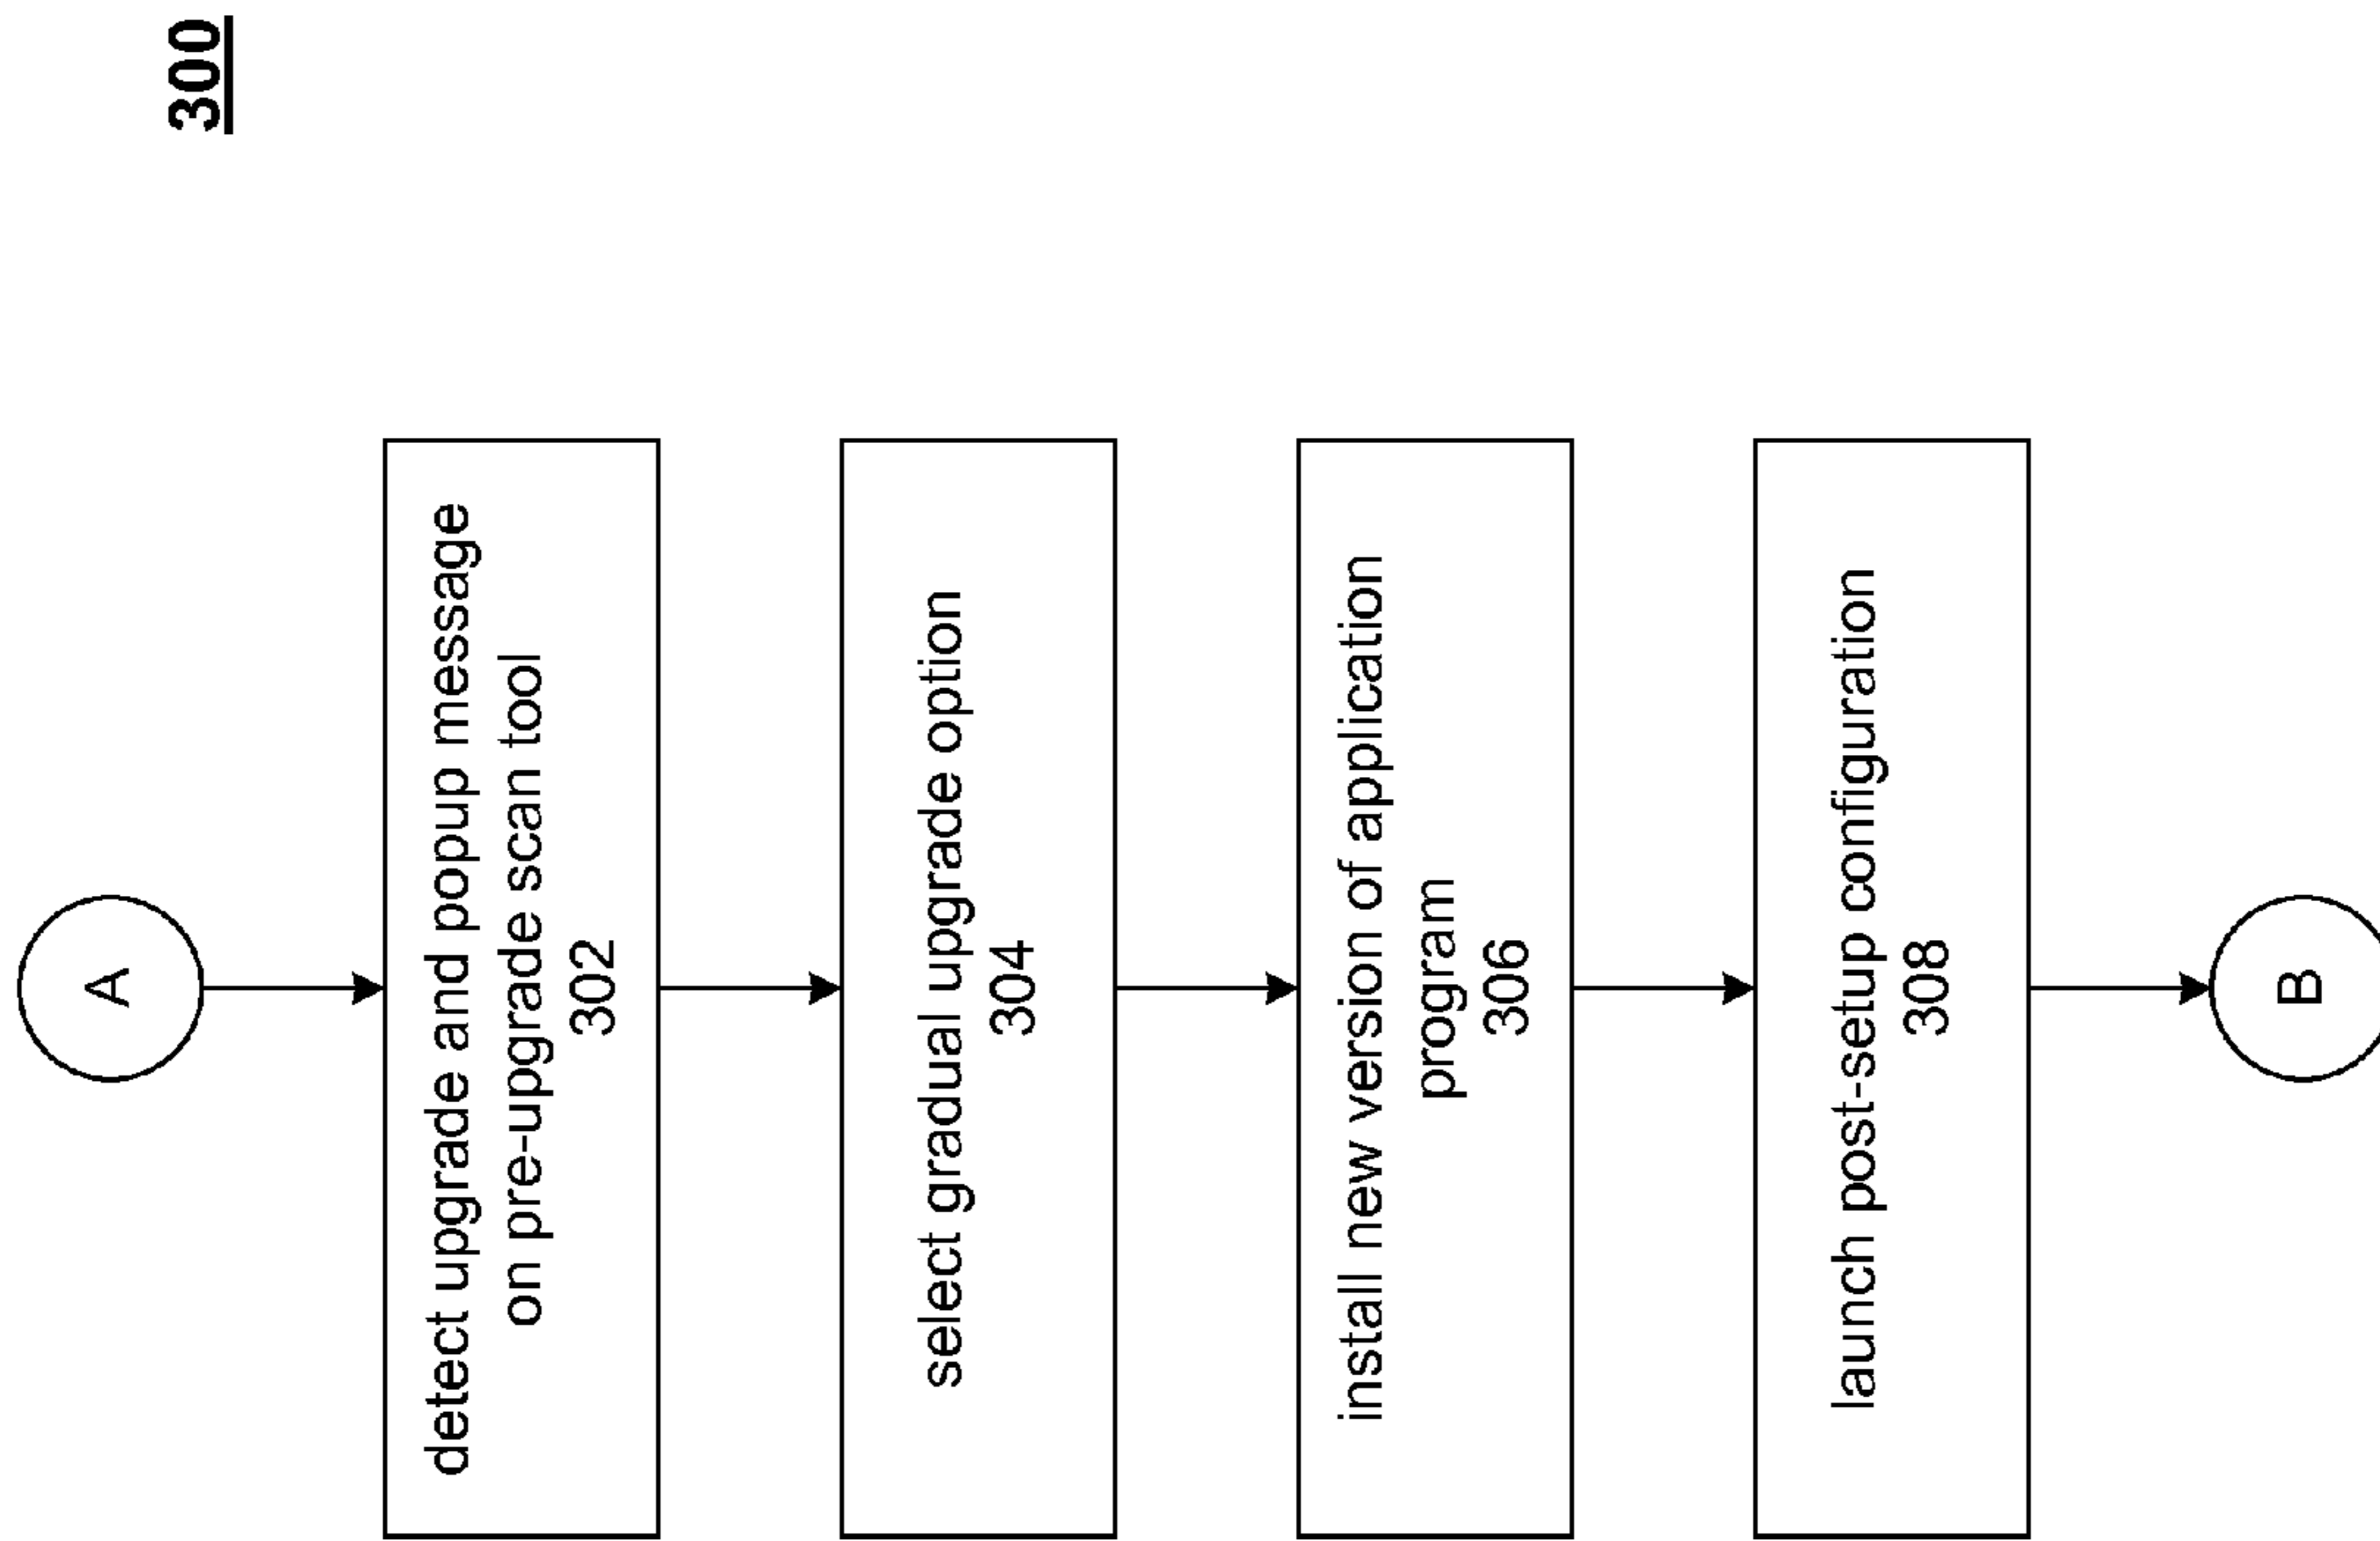 300
A
detect upgrade and popup message
on pre-upgrade scan tool
302
select gradual upgrade option
304
install new version of application
program
306
launch post-setup configuration
308
B